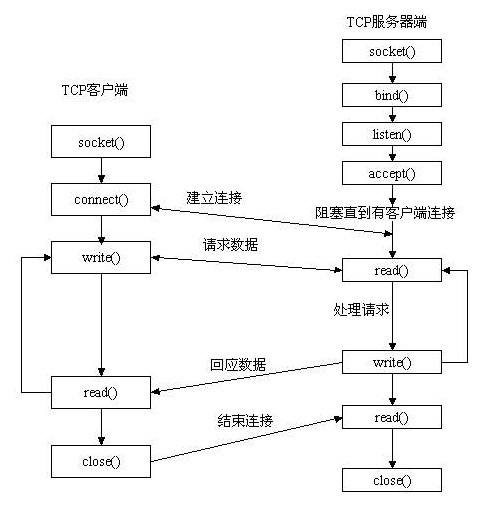 TCP服务器端
socket()
bind()
TCP客户端
listen()
socket()
accept()
connect()
建立连接
阻塞直到有客户端连接
write()
请求数据
read()
处理请求
回应数据
write()
read()
结束连接
read()
close()
close()